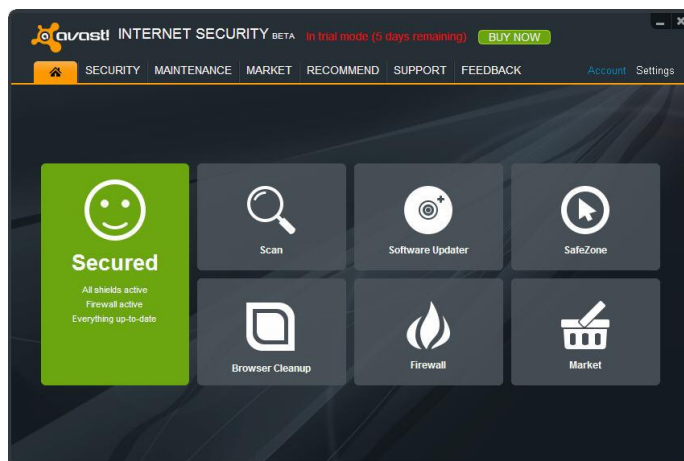 avast! INTERNET SECURITY BETA In trial mode (5 days remaining) BUY NOW
SECURITY MAINTENANCE MARKET RECOMMEND SUPPORT FEEDBACK Account Settings
Secured
All shields active
Firewall active
Everything up-to-date
Scan
Software Updater
SafeZone
Browser Cleanup
Firewall
Market